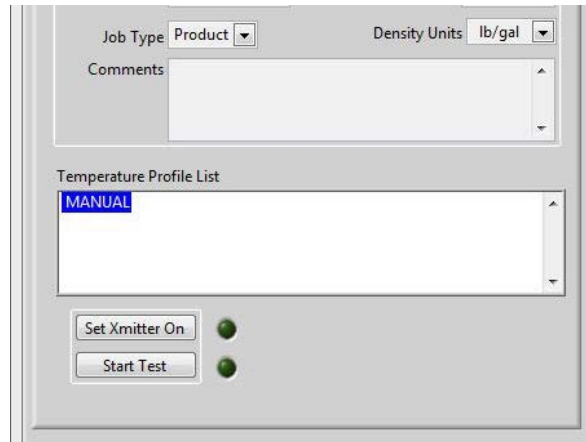 Job Type Product Density Units lb/gal
Comments
Temperature Profile List
MANUAL
Set Xmitter On
Start Test